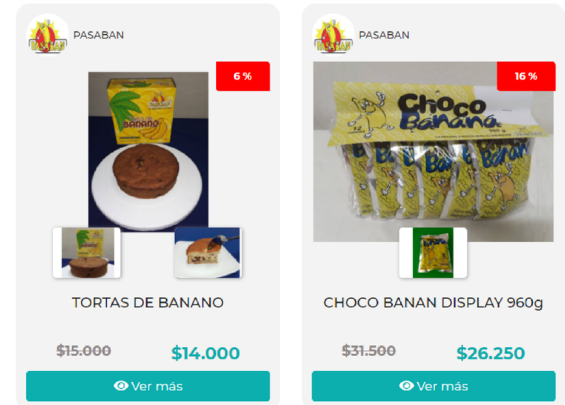 PASABAN
6 %
BANANO
TORTAS DE BANANO
$15.000
$14.000
Ver más
PASABAN
16 %
Choco
Banana
CHOCO BANAN DISPLAY 960g
$31.500
$26.250
Ver más